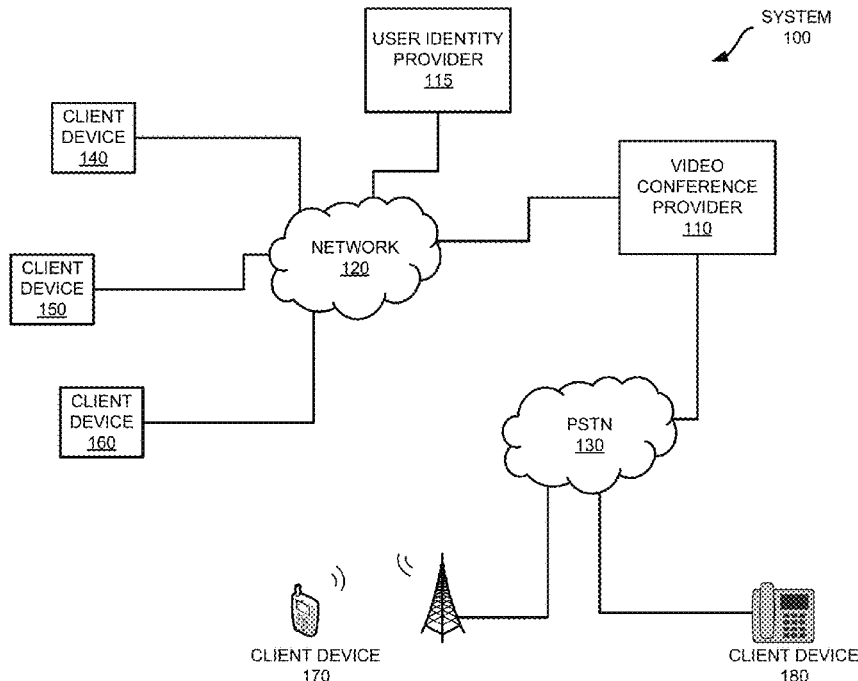 SYSTEM
100
USER IDENTITY
PROVIDER
115
CLIENT
DEVICE
140
VIDEO
CONFERENCE
PROVIDER
110
NETWORK
120
CLIENT
DEVICE
150
CLIENT
DEVICE
160
PSTN
130
CLIENT DEVICE
170
CLIENT DEVICE
180